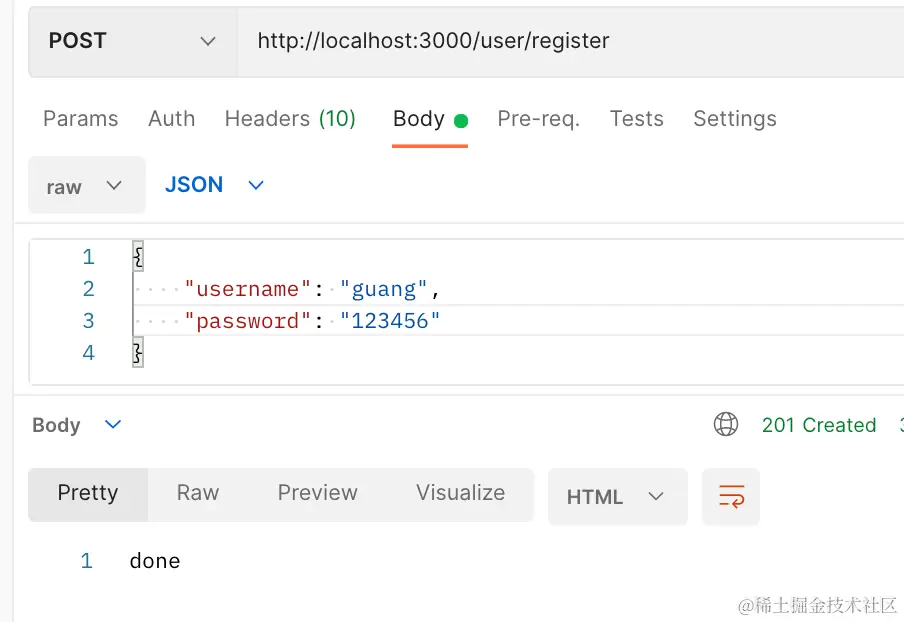 POST http://localhost:3000/user/register
Params Auth Headers (10) Body Pre-req. Tests Settings
raw JSON
1 {
2 "username": "guang",
3 "password": "123456"
4 }
Body 201 Created
Pretty Raw Preview Visualize HTML
1 done
@稀土掘金技术社区